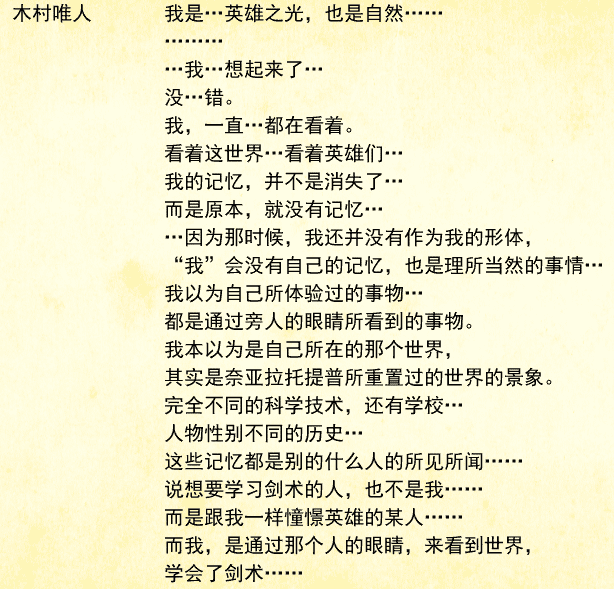 木村唯人 我是…英雄之光，也是自然……
………
…我…想起来了…
没…错。
我，一直…都在看着。
看着这世界…看着英雄们…
我的记忆，并不是消失了…
而是原本，就没有记忆…
…因为那时候，我还并没有作为我的形体，
“我”会没有自己的记忆，也是理所当然的事情…
我以为自己所体验过的事物…
都是通过旁人的眼睛所看到的事物。
我本以为是自己所在的那个世界，
其实是奈亚拉托提普所重置过的世界的景象。
完全不同的科学技术，还有学校…
人物性别不同的历史…
这些记忆都是别的什么人的所见所闻……
说想要学习剑术的人，也不是我……
而是跟我一样憧憬英雄的某人……
而我，是通过那个人的眼睛，来看到世界，
学会了剑术……